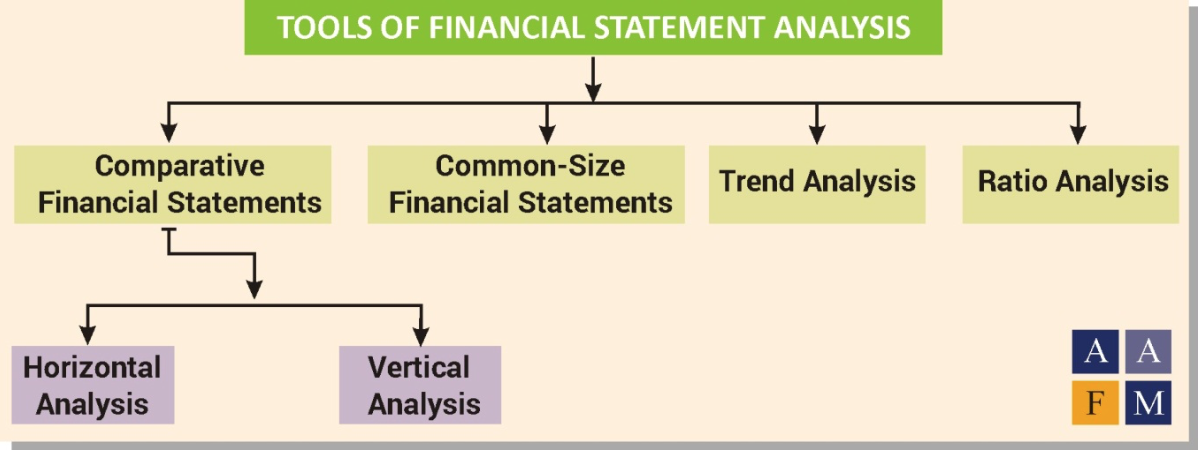 TOOLS OF FINANCIAL STATEMENT ANALYSIS
Comparative
Financial Statements
Common-Size
Financial Statements
Trend Analysis
Ratio Analysis
Horizontal
Analysis
Vertical
Analysis
A A
F M